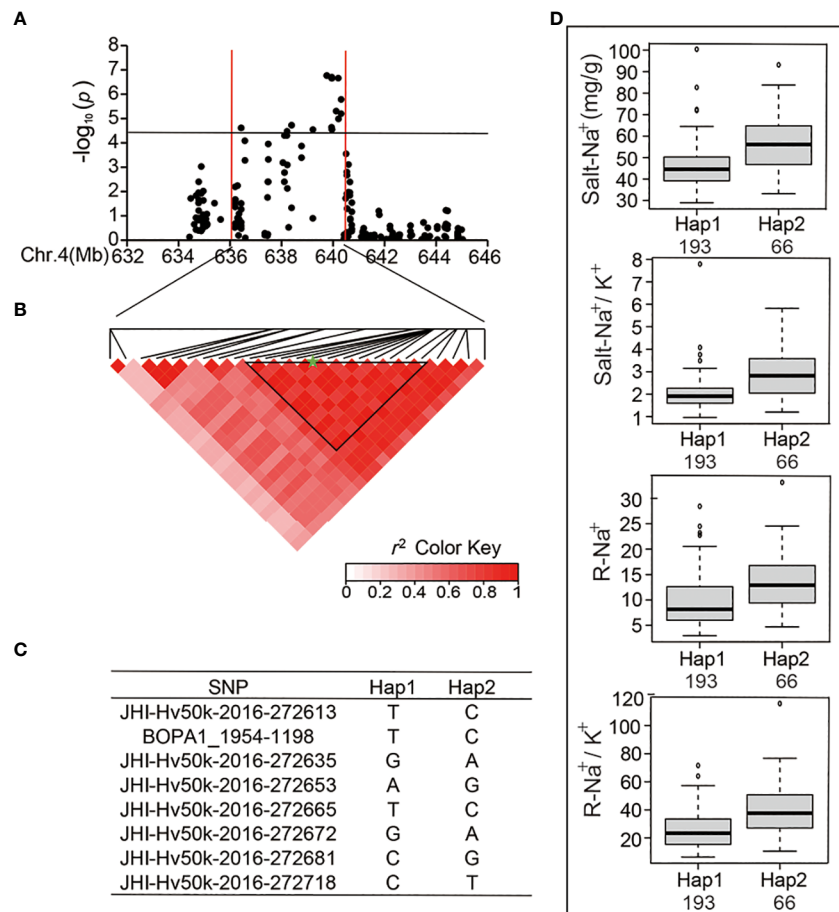 A
8
7
6
5
4
3
2
1
0
-log₁₀(p)
Chr.4(Mb)
632 634 636 638 640 642 644 646
B
r² Color Key
0 0.2 0.4 0.6 0.8 1
C
SNP Hap1 Hap2
JHI-Hv50k-2016-272613 T C
BOPA1_1954-1198 T C
JHI-Hv50k-2016-272635 G A
JHI-Hv50k-2016-272653 A G
JHI-Hv50k-2016-272665 T C
JHI-Hv50k-2016-272672 G A
JHI-Hv50k-2016-272681 C G
JHI-Hv50k-2016-272718 C T
D
Salt-Na⁺ (mg/g)
100
90
80
70
60
50
40
30
Hap1 Hap2
193 66
Salt-Na⁺/ K⁺
8
7
6
5
4
3
2
1
Hap1 Hap2
193 66
R-Na⁺
30
25
20
15
10
5
Hap1 Hap2
193 66
R-Na⁺/ K⁺
120
100
80
60
40
20
Hap1 Hap2
193 66